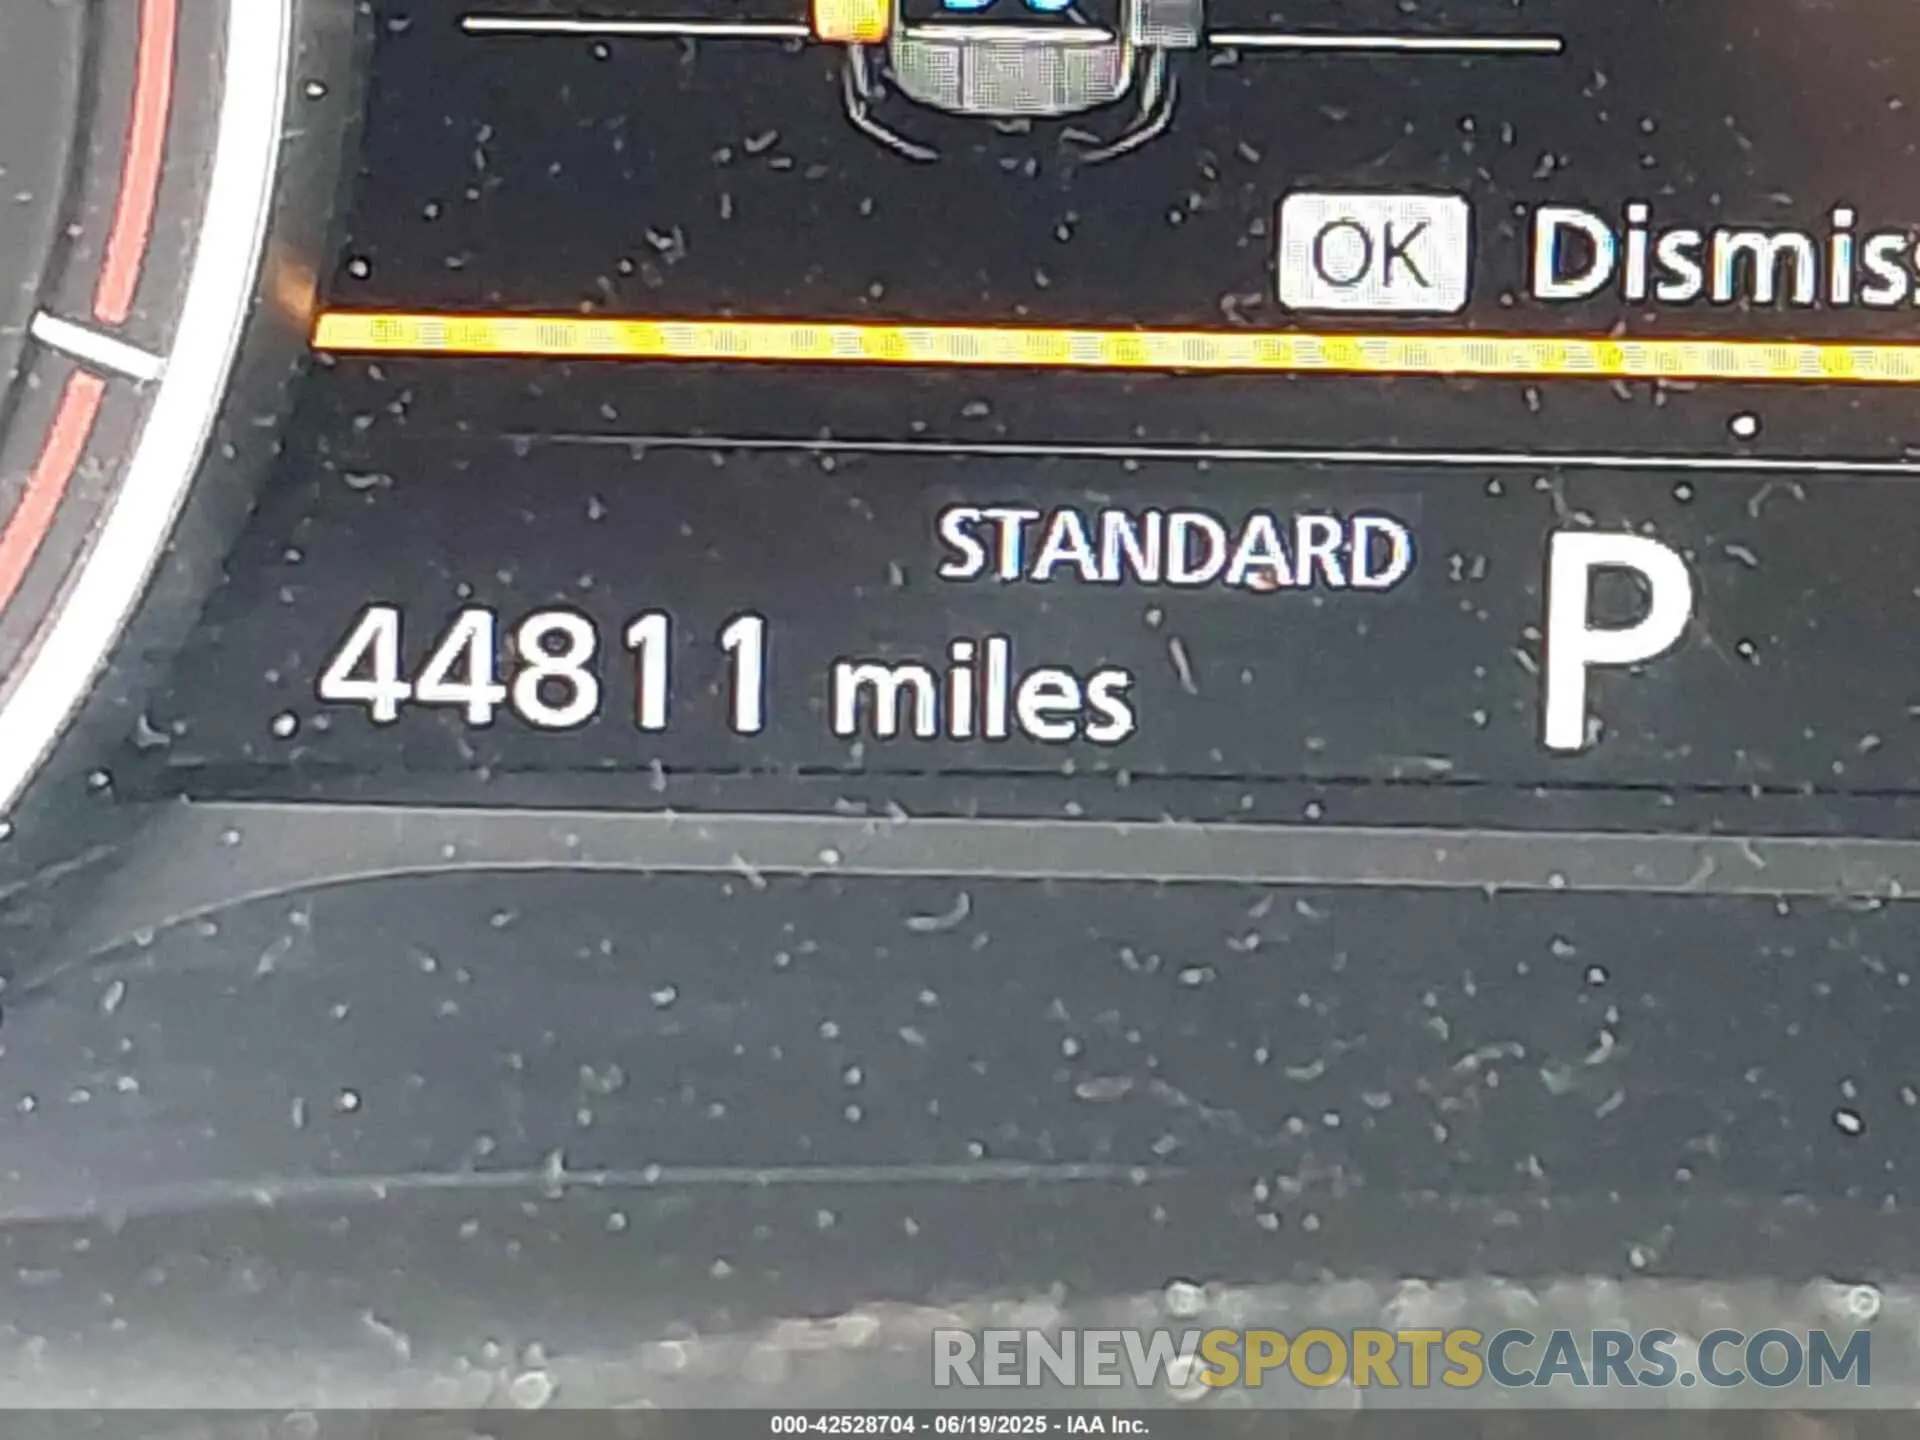 OK Dismiss
STANDARD P
44811 miles
RENEWSPORTSCARS.COM
000-42528704 - 06/19/2025 - IAA Inc.